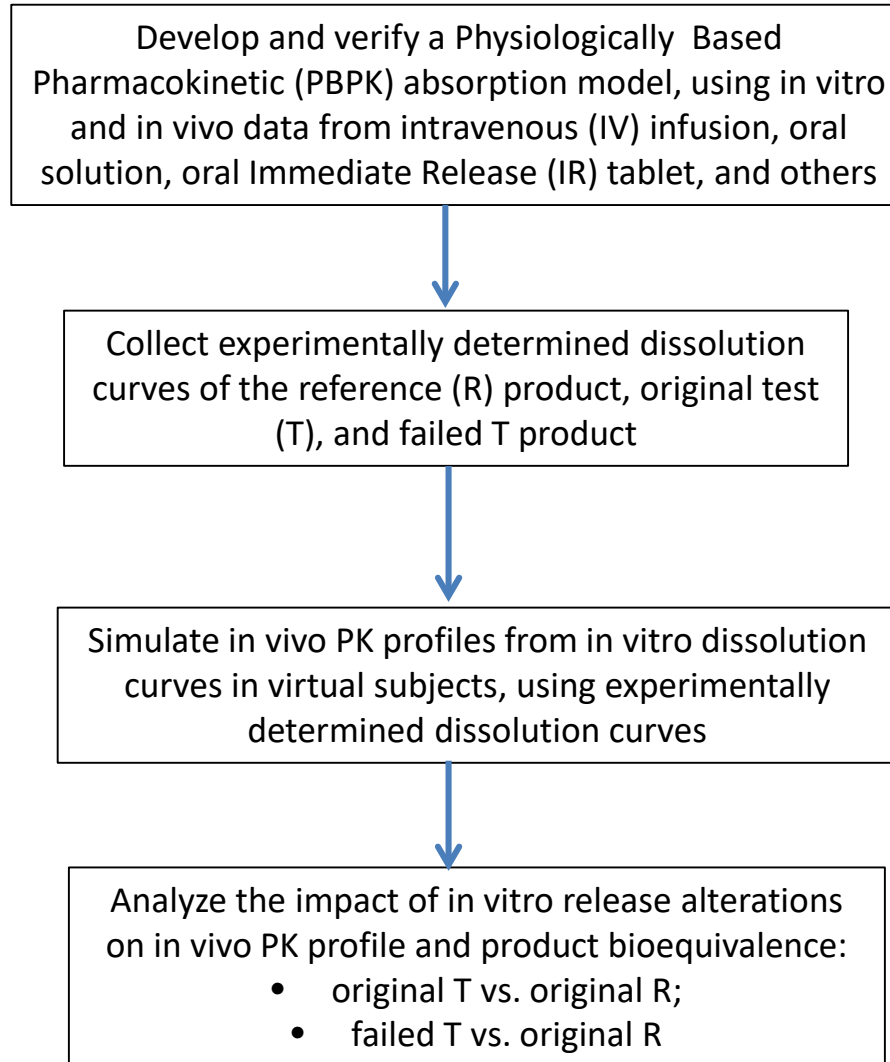 Develop and verify a Physiologically Based
Pharmacokinetic (PBPK) absorption model, using in vitro
and in vivo data from intravenous (IV) infusion, oral
solution, oral Immediate Release (IR) tablet, and others
Collect experimentally determined dissolution
curves of the reference (R) product, original test
(T), and failed T product
Simulate in vivo PK profiles from in vitro dissolution
curves in virtual subjects, using experimentally
determined dissolution curves
Analyze the impact of in vitro release alterations
on in vivo PK profile and product bioequivalence:
• original T vs. original R;
• failed T vs. original R